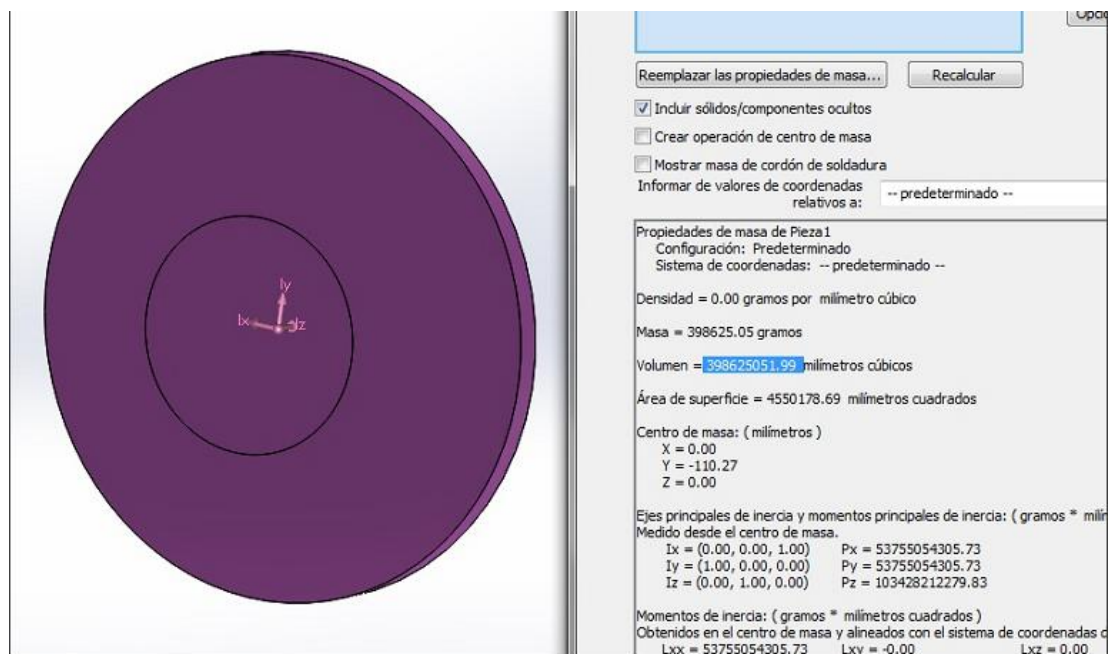 Reemplazar las propiedades de masa...
Recalcular
Incluir sólidos/componentes ocultos
Crear operación de centro de masa
Mostrar masa de cordón de soldadura
Informar de valores de coordenadas
relativos a:
-- predeterminado --
Propiedades de masa de Pieza1
Configuración: Predeterminado
Sistema de coordenadas: -- predeterminado --
Densidad = 0.00 gramos por milímetro cúbico
Masa = 398625.05 gramos
Volumen = 398625051.99 milímetros cúbicos
Área de superficie = 4550178.69 milímetros cuadrados
Centro de masa: ( milímetros )
X = 0.00
Y = -110.27
Z = 0.00
Ejes principales de inercia y momentos principales de inercia: ( gramos * milím
Medido desde el centro de masa.
Ix = (0.00, 0.00, 1.00) Px = 53755054305.73
Iy = (1.00, 0.00, 0.00) Py = 53755054305.73
Iz = (0.00, 1.00, 0.00) Pz = 103428212279.83
Momentos de inercia: ( gramos * milímetros cuadrados )
Obtenidos en el centro de masa y alineados con el sistema de coordenadas d
Lxx = 53755054305.73 Lxy = -0.00 Lxz = 0.00
Iy
Ix
Iz